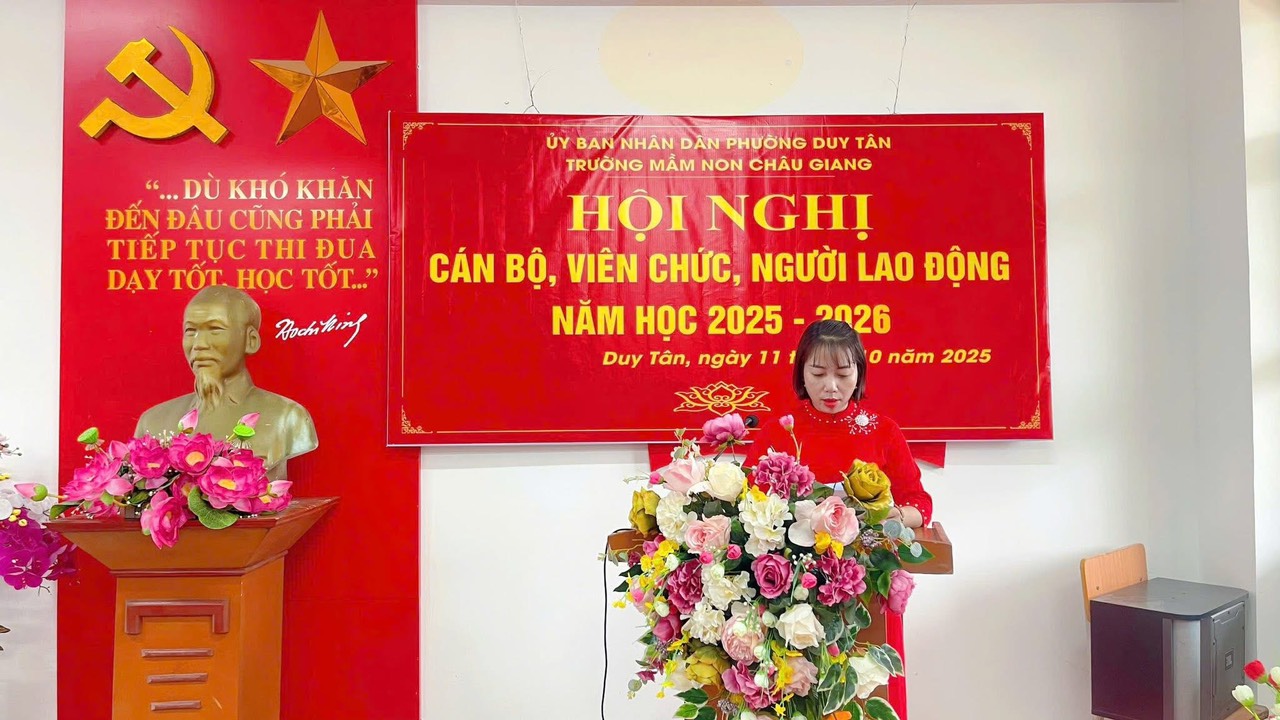 “...DÙ KHÓ KHĂN
ĐẾN ĐÂU CŨNG PHẢI
TIẾP TỤC THI ĐUA
DẠY TỐT, HỌC TỐT...”
Hochiminh
ỦY BAN NHÂN DÂN PHƯỜNG DUY TÂN
TRƯỜNG MẦM NON CHÂU GIANG
HỘI NGHỊ
CÁN BỘ, VIÊN CHỨC, NGƯỜI LAO ĐỘNG
NĂM HỌC 2025 - 2026
Duy Tân, ngày 11 năm 2025